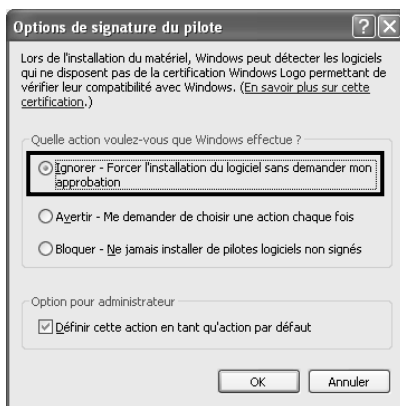 Options de signature du pilote
Lors de l'installation du matériel, Windows peut détecter les logiciels
qui ne disposent pas de la certification Windows Logo permettant de
vérifier leur compatibilité avec Windows. (En savoir plus sur cette
certification.)
Quelle action voulez-vous que Windows effectue ?
Ignorer - Forcer l'installation du logiciel sans demander mon
approbation
Avertir - Me demander de choisir une action chaque fois
Bloquer - Ne jamais installer de pilotes logiciels non signés
Option pour administrateur
Définir cette action en tant qu'action par défaut
OK
Annuler